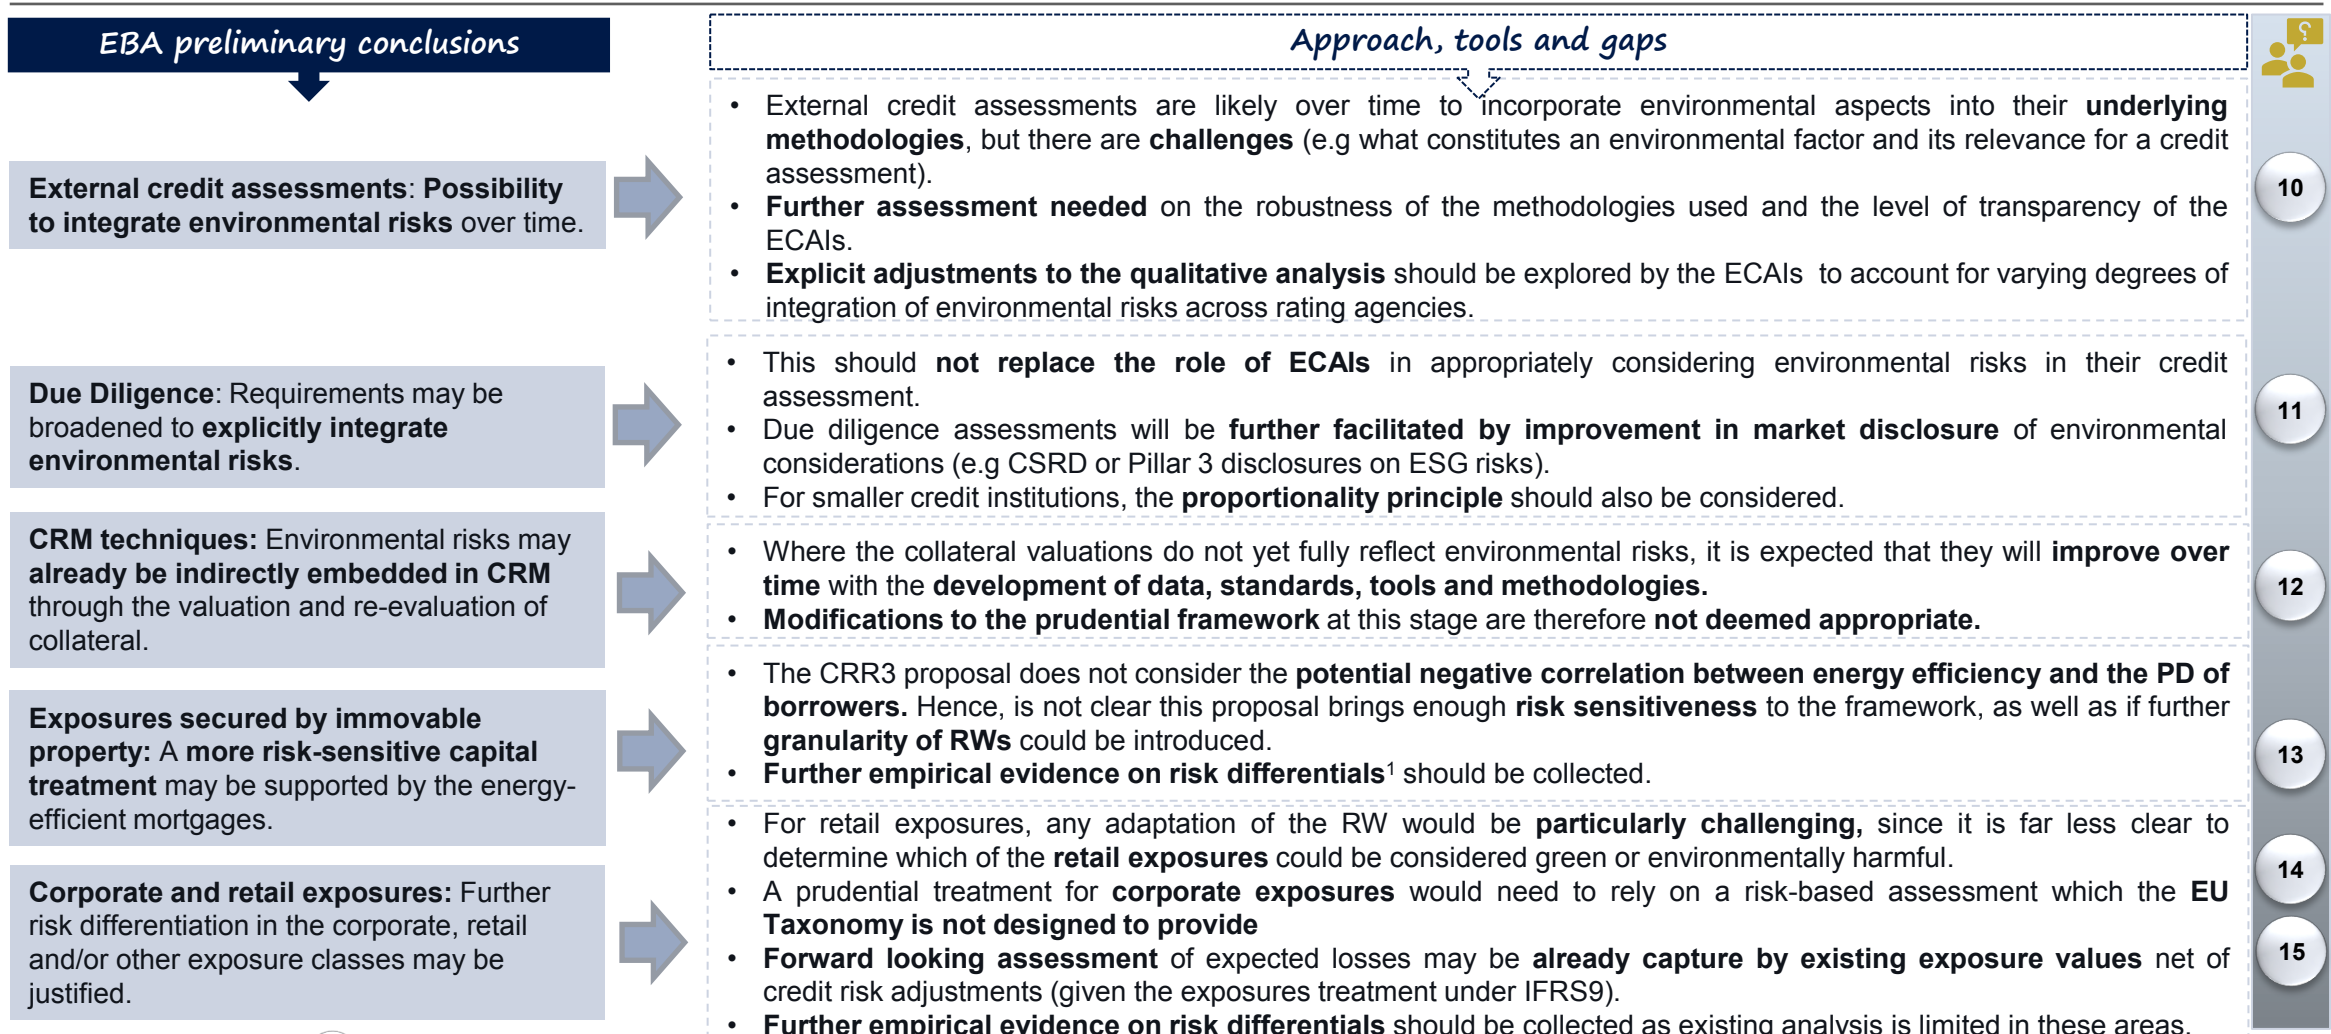 EBA preliminary conclusions
Approach, tools and gaps
External credit assessments: Possibility
to integrate environmental risks over time.
• External credit assessments are likely over time to incorporate environmental aspects into their underlying
methodologies, but there are challenges (e.g what constitutes an environmental factor and its relevance for a credit
assessment).
• Further assessment needed on the robustness of the methodologies used and the level of transparency of the
ECAIs.
• Explicit adjustments to the qualitative analysis should be explored by the ECAIs to account for varying degrees of
integration of environmental risks across rating agencies.
10
Due Diligence: Requirements may be
broadened to explicitly integrate
environmental risks.
• This should not replace the role of ECAIs in appropriately considering environmental risks in their credit
assessment.
• Due diligence assessments will be further facilitated by improvement in market disclosure of environmental
considerations (e.g CSRD or Pillar 3 disclosures on ESG risks).
• For smaller credit institutions, the proportionality principle should also be considered.
11
CRM techniques: Environmental risks may
already be indirectly embedded in CRM
through the valuation and re-evaluation of
collateral.
• Where the collateral valuations do not yet fully reflect environmental risks, it is expected that they will improve over
time with the development of data, standards, tools and methodologies.
• Modifications to the prudential framework at this stage are therefore not deemed appropriate.
12
Exposures secured by immovable
property: A more risk-sensitive capital
treatment may be supported by the energy-
efficient mortgages.
• The CRR3 proposal does not consider the potential negative correlation between energy efficiency and the PD of
borrowers. Hence, is not clear this proposal brings enough risk sensitiveness to the framework, as well as if further
granularity of RWs could be introduced.
• Further empirical evidence on risk differentials¹ should be collected.
13
Corporate and retail exposures: Further
risk differentiation in the corporate, retail
and/or other exposure classes may be
justified.
• For retail exposures, any adaptation of the RW would be particularly challenging, since it is far less clear to
determine which of the retail exposures could be considered green or environmentally harmful.
• A prudential treatment for corporate exposures would need to rely on a risk-based assessment which the EU
Taxonomy is not designed to provide
• Forward looking assessment of expected losses may be already capture by existing exposure values net of
credit risk adjustments (given the exposures treatment under IFRS9).
• Further empirical evidence on risk differentials should be collected as existing analysis is limited in these areas.
14
15